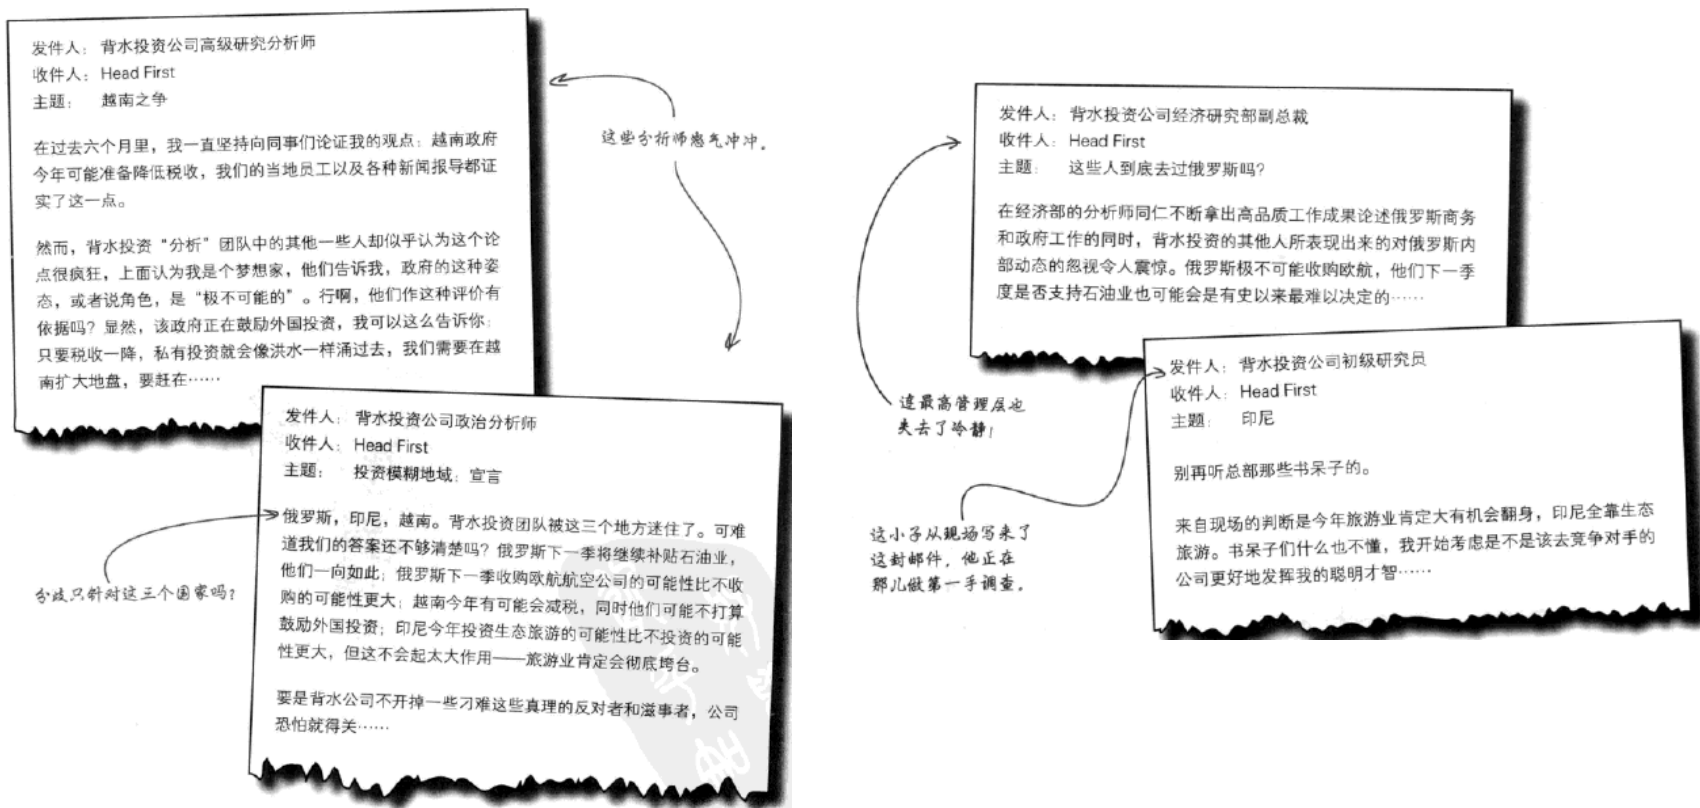 发件人：背水投资公司高级研究分析师
收件人：Head First
主题：越南之争
在过去六个月里，我一直坚持向同事们论证我的观点：越南政府
今年可能准备降低税收，我们的当地员工以及各种新闻报导都证
实了这一点。
然而，背水投资“分析”团队中的其他一些人却似乎认为这个论
点很疯狂，上面认为我是个梦想家，他们告诉我，政府的这种姿
态，或者说角色，是“极不可能的”。行啊，他们作这种评价有
依据吗？显然，该政府正在鼓励外国投资，我可以这么告诉你：
只要税收一降，私有投资就会像洪水一样涌过去，我们需要在越
南扩大地盘，要赶在……
这些分析师怒气冲冲。
发件人：背水投资公司政治分析师
收件人：Head First
主题：投资模糊地域：宣言
俄罗斯，印尼，越南。背水投资团队被这三个地方迷住了。可难
道我们的答案还不够清楚吗？俄罗斯下一季将继续补贴石油业，
他们一向如此；俄罗斯下一季收购欧航航空公司的可能性比不收
购的可能性更大；越南今年有可能会减税，同时他们可能不打算
鼓励外国投资；印尼今年投资生态旅游的可能性比不投资的可能
性更大，但这不会起太大作用——旅游业肯定会彻底垮台。
要是背水公司不开掉一些刁难这些真理的反对者和滋事者，公司
恐怕就得关……
分歧只针对这三个国家吗？
发件人：背水投资公司经济研究部副总裁
收件人：Head First
主题：这些人到底去过俄罗斯吗？
在经济部的分析师同仁不断拿出高品质工作成果论述俄罗斯商务
和政府工作的同时，背水投资的其他人所表现出来的对俄罗斯内
部动态的忽视令人震惊。俄罗斯极不可能收购欧航，他们下一季
度是否支持石油业也可能会是有史以来最难以决定的……
连最高管理层也
失去了冷静！
发件人：背水投资公司初级研究员
收件人：Head First
主题：印尼
别再听总部那些书呆子的。
来自现场的判断是今年旅游业肯定大有机会翻身，印尼全靠生态
旅游。书呆子们什么也不懂，我开始考虑是不是该去竞争对手的
公司更好地发挥我的聪明才智……
这小子从现场写来了
这封邮件，他正在
那儿做第一手调查。